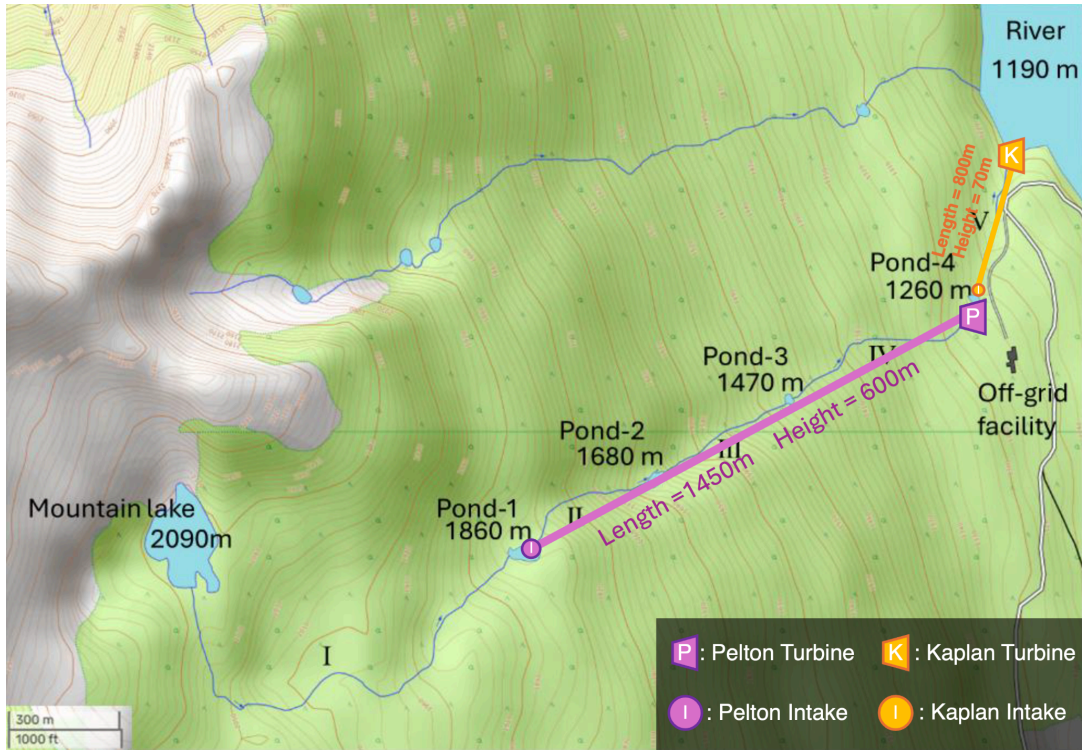 River
1190 m
K
Length = 800m
Height = 70m
V
Pond-4
1260 m
I
P
Pond-3
1470 m
IV
Off-grid
facility
Pond-2
1680 m
III
Height = 600m
Length =1450m
Mountain lake
2090m
Pond-1
1860 m
I
II
I
P : Pelton Turbine
K : Kaplan Turbine
I : Pelton Intake
I : Kaplan Intake
300 m
1000 ft